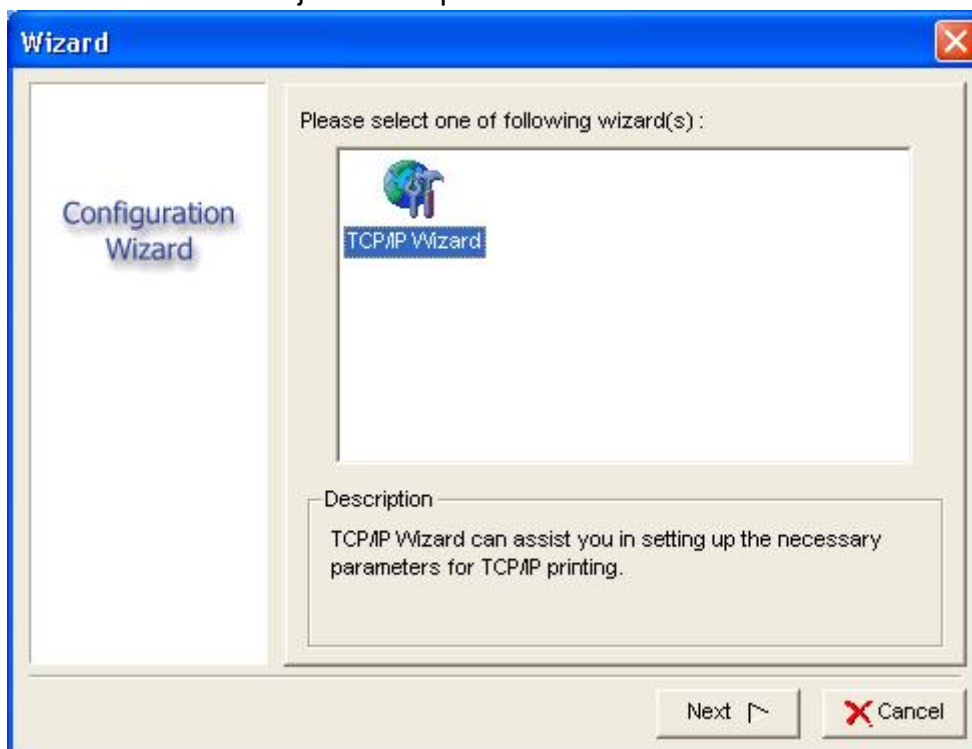 Wizard
Configuration
Wizard
Please select one of following wizard(s) :
TCP/IP Wizard
Description
TCP/IP Wizard can assist you in setting up the necessary
parameters for TCP/IP printing.
Next
Cancel